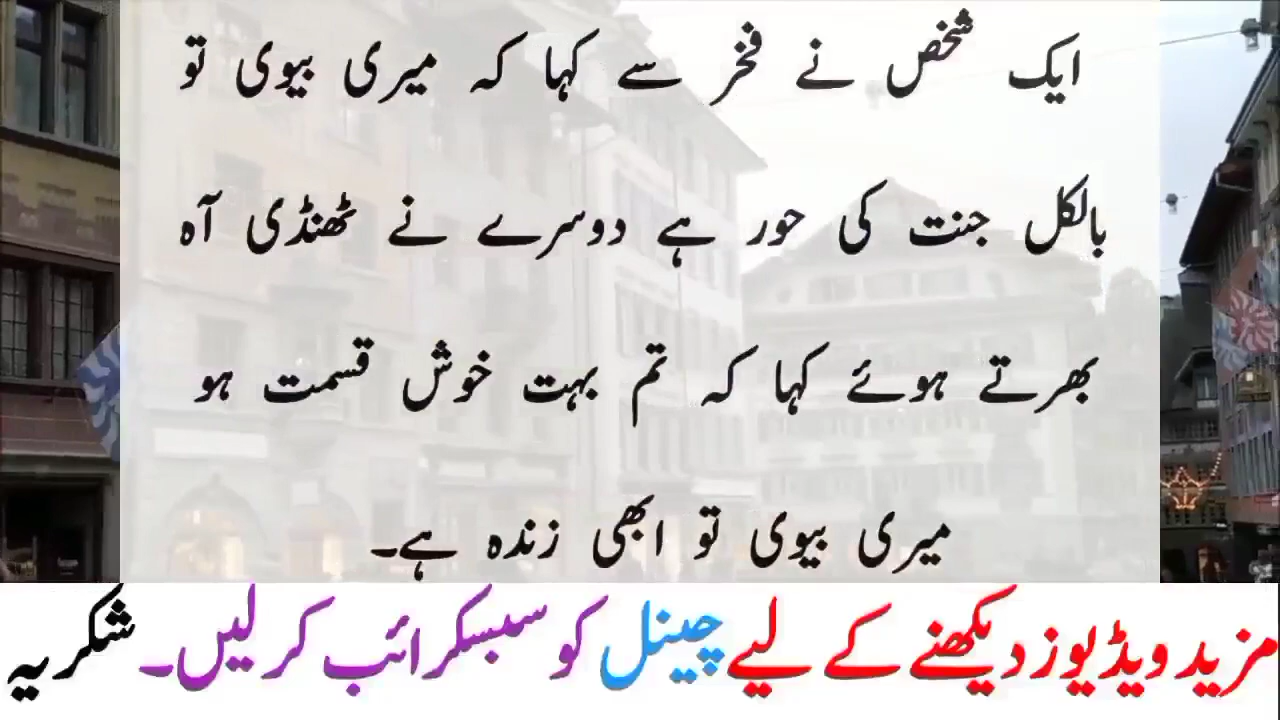 ایک شخص نے فخر سے کہا کہ میری بیوی تو
بالکل جنت کی حور ہے دوسرے نے ٹھنڈی آہ
بھرتے ہوئے کہا کہ تم بہت خوش قسمت ہو
میری بیوی تو ابھی زندہ ہے۔
مزید ویڈیوز دیکھنے کے لیے چینل کو سبسکرائب کر لیں۔ شکریہ